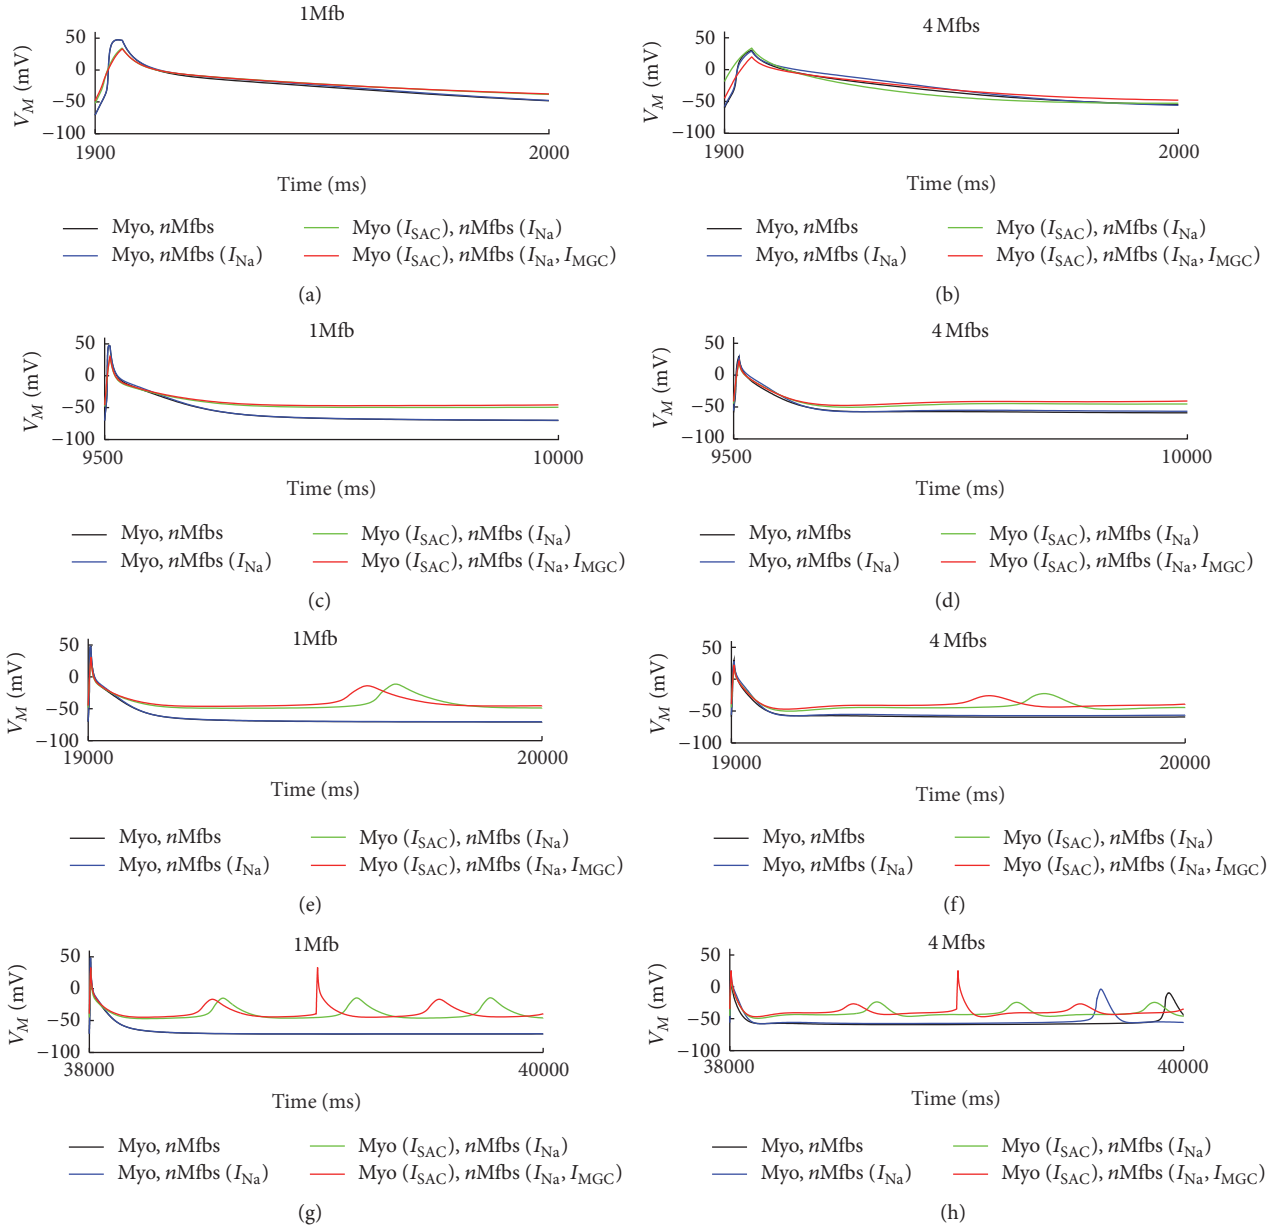 1Mfb
50
0
−50
−100
V_M (mV)
1900
2000
Time (ms)
Myo, nMfbs
Myo, nMfbs (I_Na)
Myo (I_SAC), nMfbs (I_Na)
Myo (I_SAC), nMfbs (I_Na, I_MGC)
(a)
4 Mfbs
50
0
−50
−100
V_M (mV)
1900
2000
Time (ms)
Myo, nMfbs
Myo, nMfbs (I_Na)
Myo (I_SAC), nMfbs (I_Na)
Myo (I_SAC), nMfbs (I_Na, I_MGC)
(b)
1Mfb
50
0
−50
−100
V_M (mV)
9500
10000
Time (ms)
Myo, nMfbs
Myo, nMfbs (I_Na)
Myo (I_SAC), nMfbs (I_Na)
Myo (I_SAC), nMfbs (I_Na, I_MGC)
(c)
4 Mfbs
50
0
−50
−100
V_M (mV)
9500
10000
Time (ms)
Myo, nMfbs
Myo, nMfbs (I_Na)
Myo (I_SAC), nMfbs (I_Na)
Myo (I_SAC), nMfbs (I_Na, I_MGC)
(d)
1Mfb
50
0
−50
−100
V_M (mV)
19000
20000
Time (ms)
Myo, nMfbs
Myo, nMfbs (I_Na)
Myo (I_SAC), nMfbs (I_Na)
Myo (I_SAC), nMfbs (I_Na, I_MGC)
(e)
4 Mfbs
50
0
−50
−100
V_M (mV)
19000
20000
Time (ms)
Myo, nMfbs
Myo, nMfbs (I_Na)
Myo (I_SAC), nMfbs (I_Na)
Myo (I_SAC), nMfbs (I_Na, I_MGC)
(f)
1Mfb
50
0
−50
−100
V_M (mV)
38000
40000
Time (ms)
Myo, nMfbs
Myo, nMfbs (I_Na)
Myo (I_SAC), nMfbs (I_Na)
Myo (I_SAC), nMfbs (I_Na, I_MGC)
(g)
4 Mfbs
50
0
−50
−100
V_M (mV)
38000
40000
Time (ms)
Myo, nMfbs
Myo, nMfbs (I_Na)
Myo (I_SAC), nMfbs (I_Na)
Myo (I_SAC), nMfbs (I_Na, I_MGC)
(h)